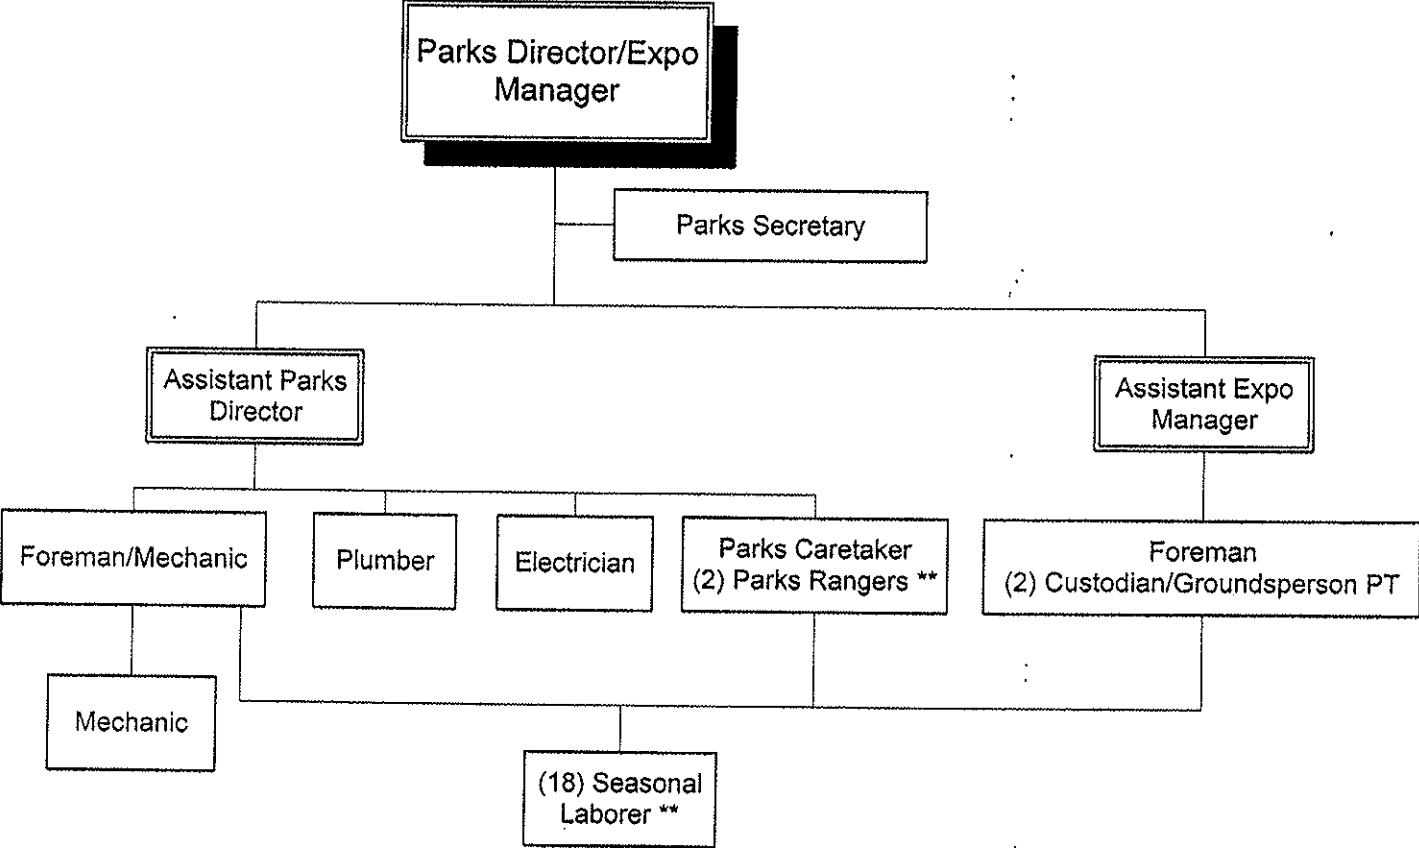 Parks Director/Expo
Manager
Parks Secretary
Assistant Parks
Director
Assistant Expo
Manager
Foreman/Mechanic
Plumber
Electrician
Parks Caretaker
(2) Parks Rangers **
Foreman
(2) Custodian/Groundsperson PT
Mechanic
(18) Seasonal
Laborer **